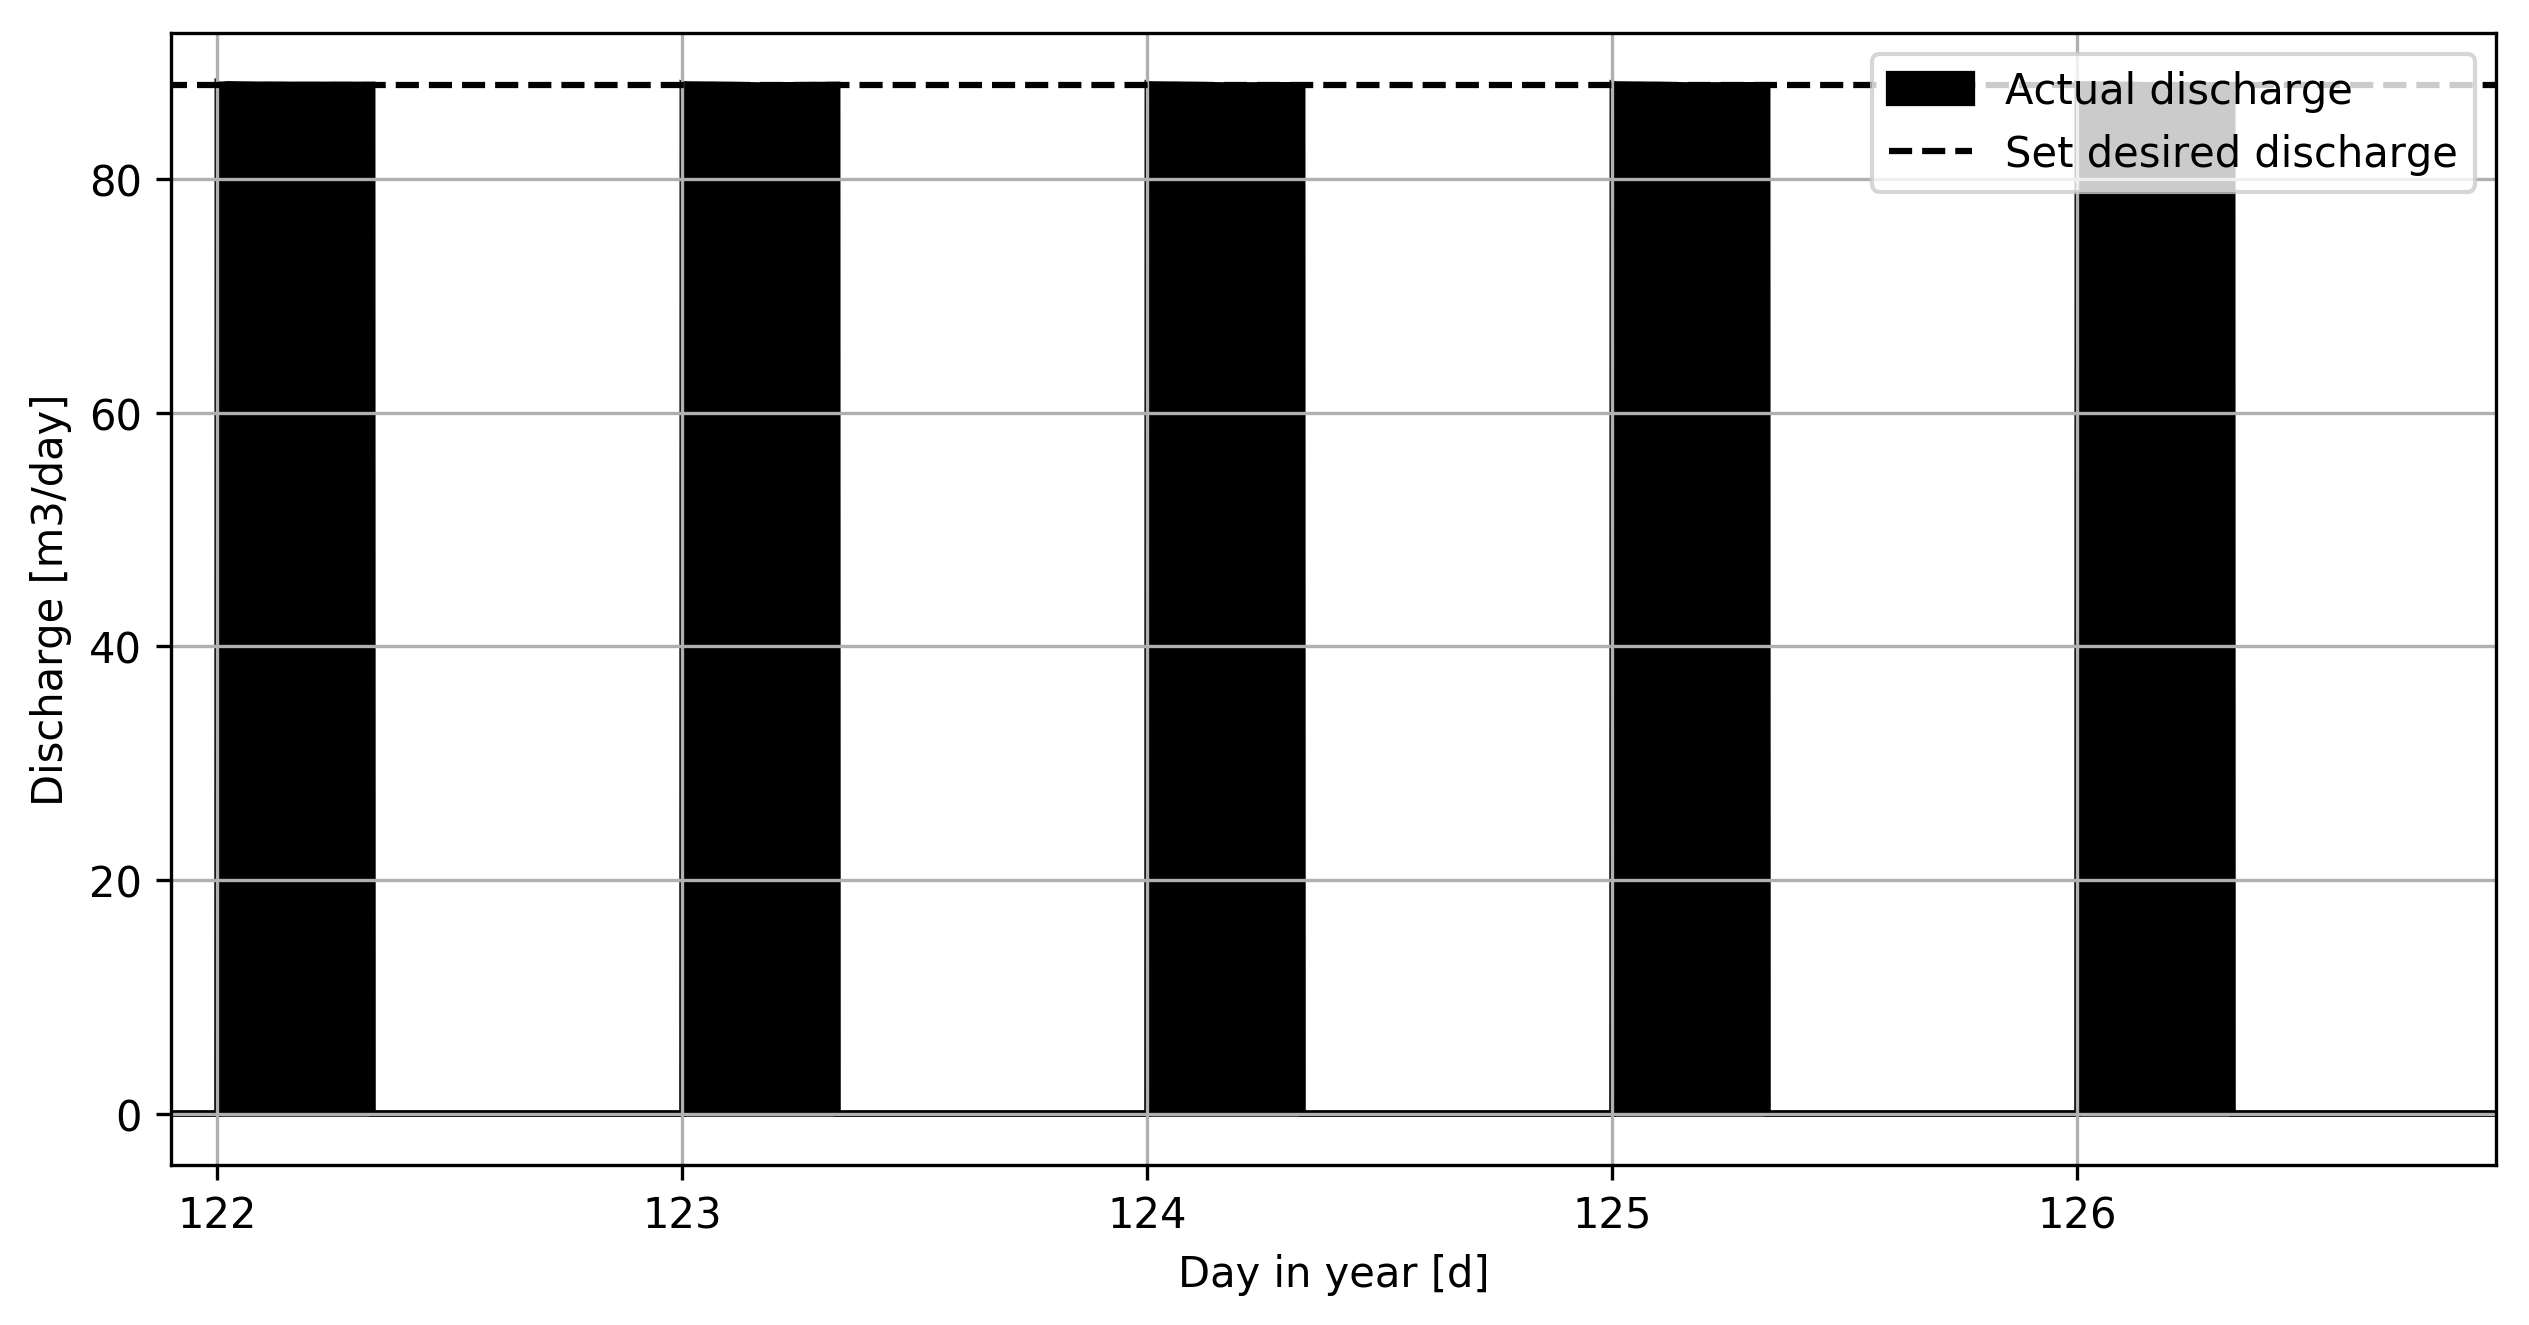 Actual discharge
Set desired discharge
80
60
40
20
0
Discharge [m3/day]
122 123 124 125 126
Day in year [d]